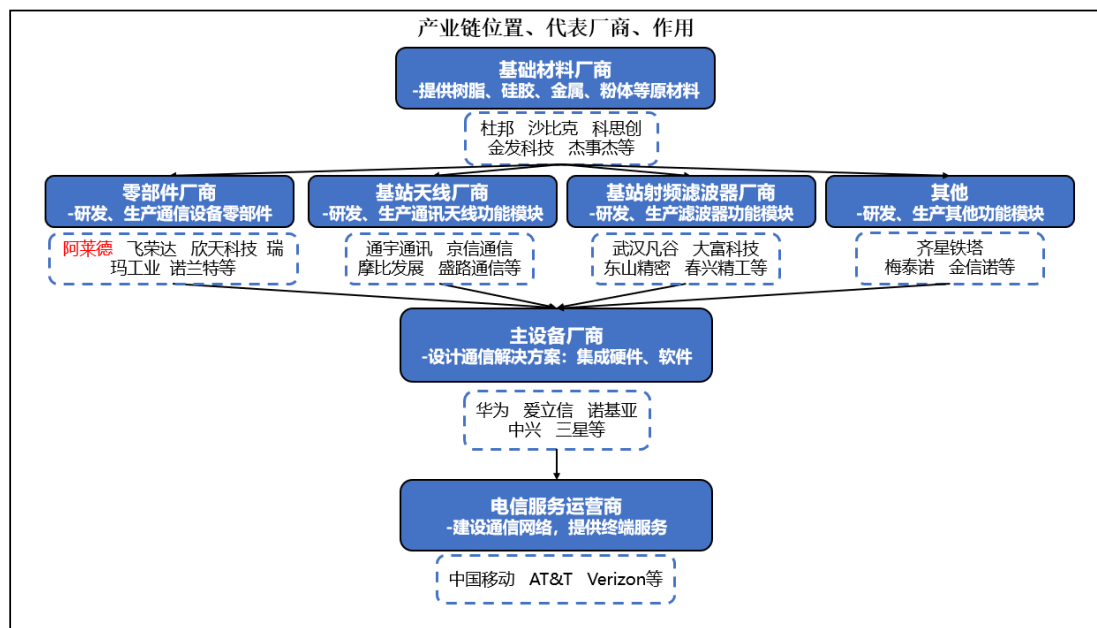 产业链位置、代表厂商、作用
基础材料厂商
-提供树脂、硅胶、金属、粉体等原材料
杜邦 沙比克 科思创
金发科技 杰事杰等
零部件厂商
-研发、生产通信设备零部件
阿莱德 飞荣达 欣天科技 瑞
玛工业 诺兰特等
基站天线厂商
-研发、生产通讯天线功能模块
通宇通讯 京信通信
摩比发展 盛路通信等
基站射频滤波器厂商
-研发、生产滤波器功能模块
武汉凡谷 大富科技
东山精密 春兴精工等
其他
-研发、生产其他功能模块
齐星铁塔
梅泰诺 金信诺等
主设备厂商
-设计通信解决方案：集成硬件、软件
华为 爱立信 诺基亚
中兴 三星等
电信服务运营商
-建设通信网络，提供终端服务
中国移动 AT&T Verizon等